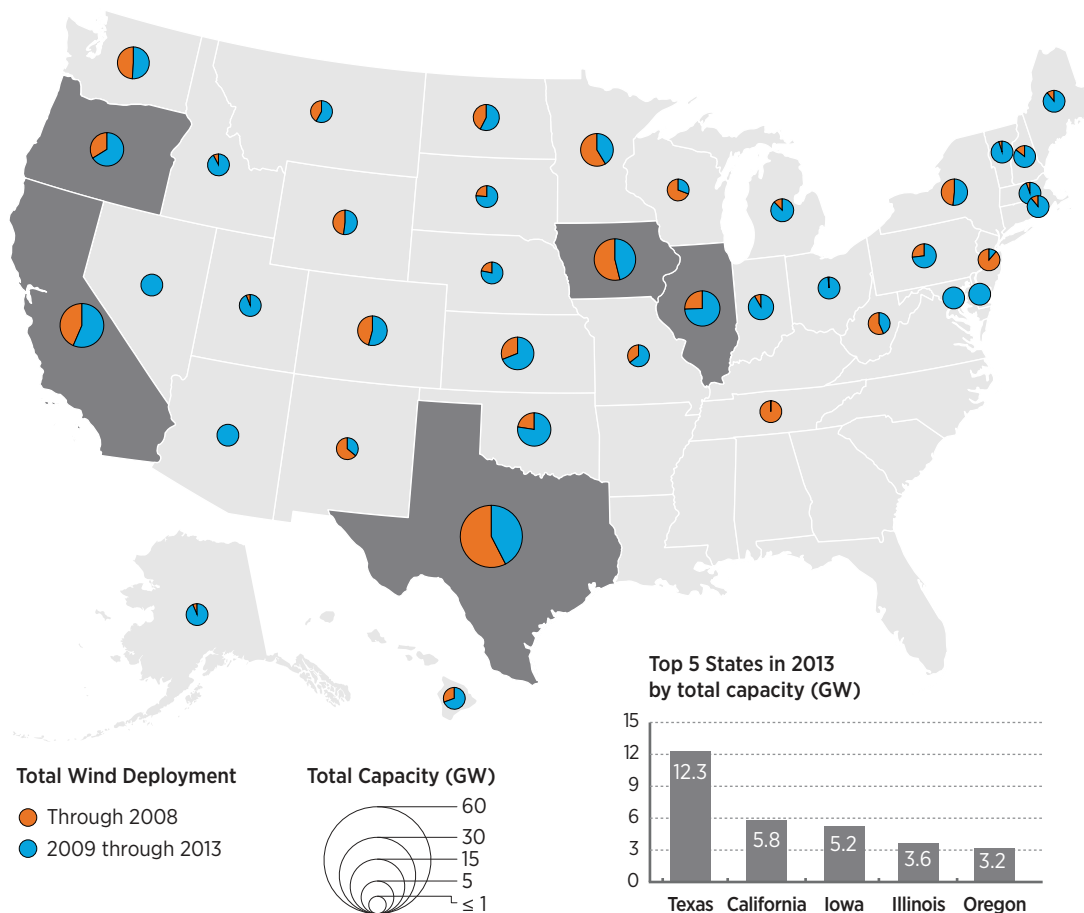 Top 5 States in 2013
by total capacity (GW)
15
12
9
6
3
0
12.3
5.8
5.2
3.6
3.2
Texas
California
Iowa
Illinois
Oregon
Total Wind Deployment
Through 2008
2009 through 2013
Total Capacity (GW)
60
30
15
5
≤ 1